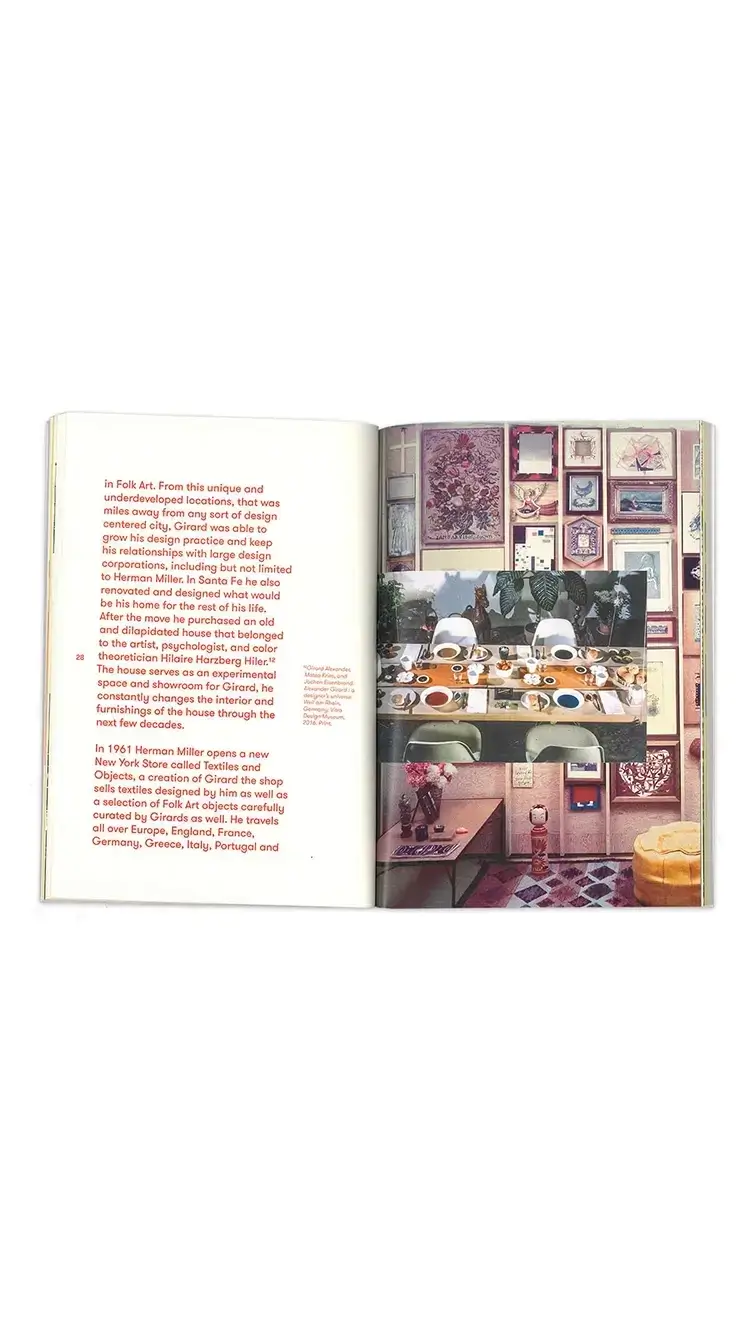 in Folk Art. From this unique and
underdeveloped locations, that was
miles away from any sort of design
centered city, Girard was able to
grow his design practice and keep
his relationships with large design
corporations, including but not limited
to Herman Miller. In Santa Fe he also
renovated and designed what would
be his home for the rest of his life.
After the move he purchased an old
and dilapidated house that belonged
to the artist, psychologist, and color
28
theoretician Hilaire Harzberg Hiler.¹²
The house serves as an experimental
space and showroom for Girard, he
constantly changes the interior and
furnishings of the house through the
next few decades.
In 1961 Herman Miller opens a new
New York Store called Textiles and
Objects, a creation of Girard the shop
sells textiles designed by him as well as
a selection of Folk Art objects carefully
curated by Girards as well. He travels
all over Europe, England, France,
Germany, Greece, Italy, Portugal and
Girard Alexander,
Mateo Kries, and
Jochen Eisenbrand.
Alexander Girard : a
designer's universe
Weil am Rhein,
Germany: Vitra
Design Museum,
2016. Print.